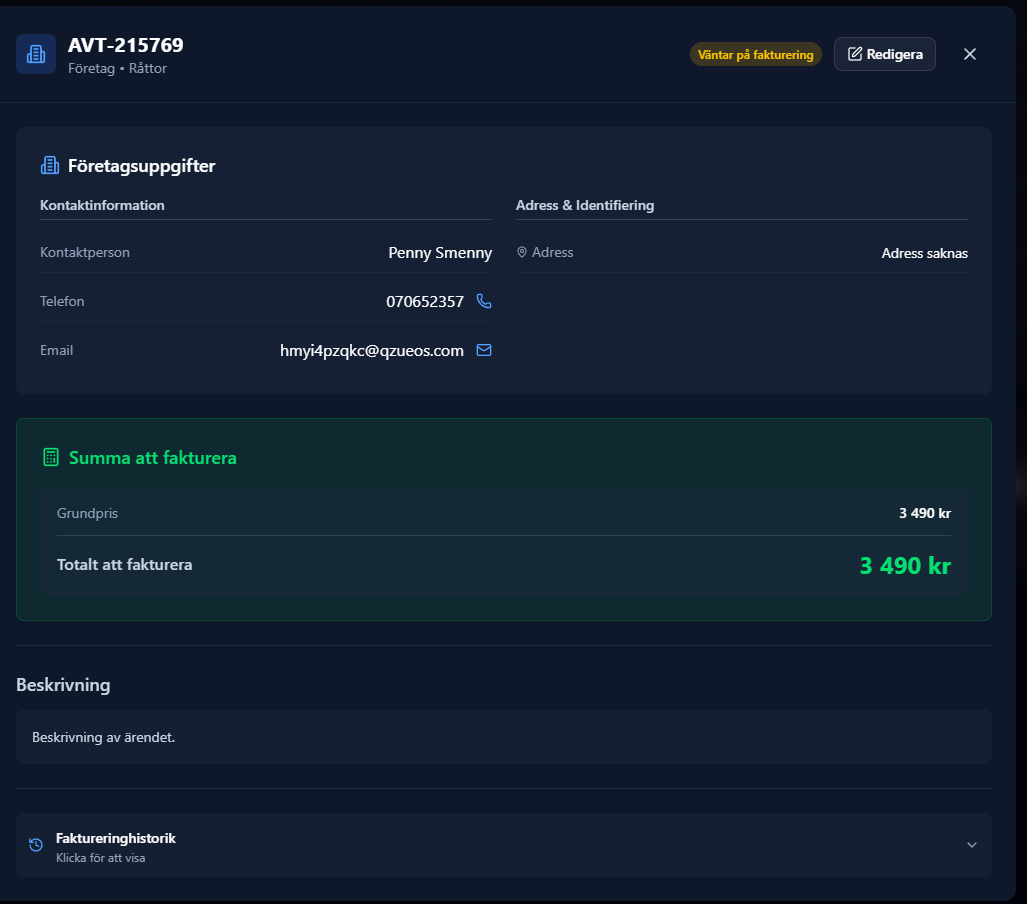 AVT-215769
Företag • Råttor
Väntar på fakturering
Redigera
Företagsuppgifter
Kontaktinformation
Kontaktperson Penny Smenny
Telefon 070652357
Email hmyi4pzqkc@qzueos.com
Adress & Identifiering
Adress Adress saknas
Summa att fakturera
Grundpris 3 490 kr
Totalt att fakturera 3 490 kr
Beskrivning
Beskrivning av ärendet.
Faktureringhistorik
Klicka för att visa